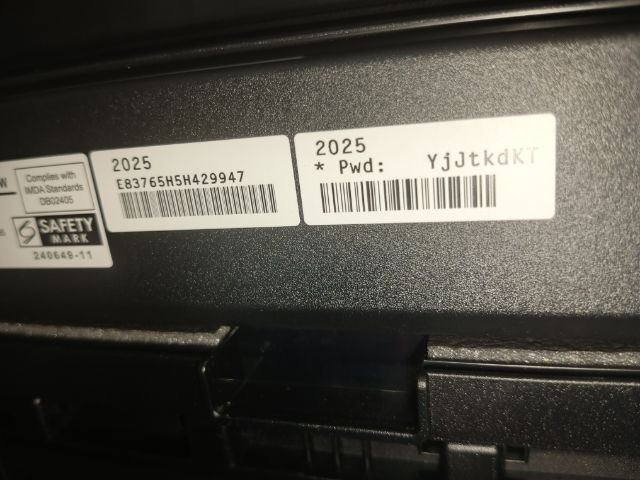 Complies with
IMDA Standards
DB02405
SAFETY
MARK
240649-11
2025
E83765H5H429947
2025
* Pwd: YjJtkdKT